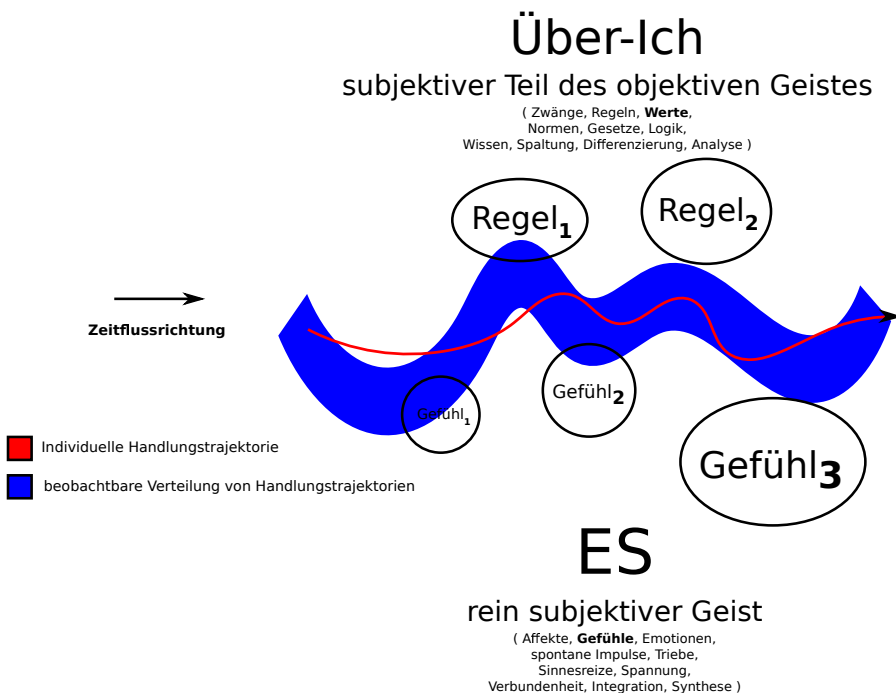 Über-Ich
subjektiver Teil des objektiven Geistes
( Zwänge, Regeln, Werte,
Normen, Gesetze, Logik,
Wissen, Spaltung, Differenzierung, Analyse )
Regel1
Regel2
Zeitflussrichtung
Gefühl1
Gefühl2
Individuelle Handlungstrajektorie
beobachtbare Verteilung von Handlungstrajektorien
Gefühl3
ES
rein subjektiver Geist
( Affekte, Gefühle, Emotionen,
spontane Impulse, Triebe,
Sinnesreize, Spannung,
Verbundenheit, Integration, Synthese )